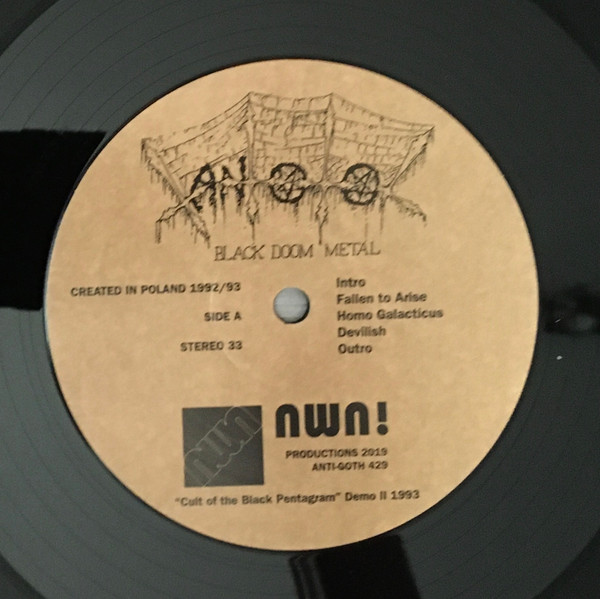 BLACK DOOM METAL
CREATED IN POLAND 1992/93
SIDE A
STEREO 33
Intro
Fallen to Arise
Homo Galacticus
Devilish
Outro
nwn
nwn!
PRODUCTIONS 2019
ANTI-GOTH 429
"Cult of the Black Pentagram" Demo II 1993